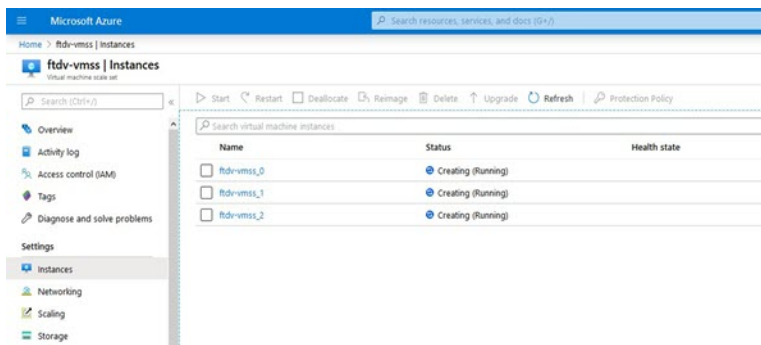 Microsoft Azure
Search resources, services, and docs (G+/)
Home > ftdv-vmss | Instances
ftdv-vmss | Instances
Virtual machine scale set
Search (Ctrl+/)
«
Start Restart Deallocate Reimage Delete Upgrade Refresh Protection Policy
Search virtual machine instances
Overview
Activity log
Access control (IAM)
Tags
Diagnose and solve problems
Settings
Instances
Networking
Scaling
Storage
Name Status Health state
ftdv-vmss_0 Creating (Running)
ftdv-vmss_1 Creating (Running)
ftdv-vmss_2 Creating (Running)